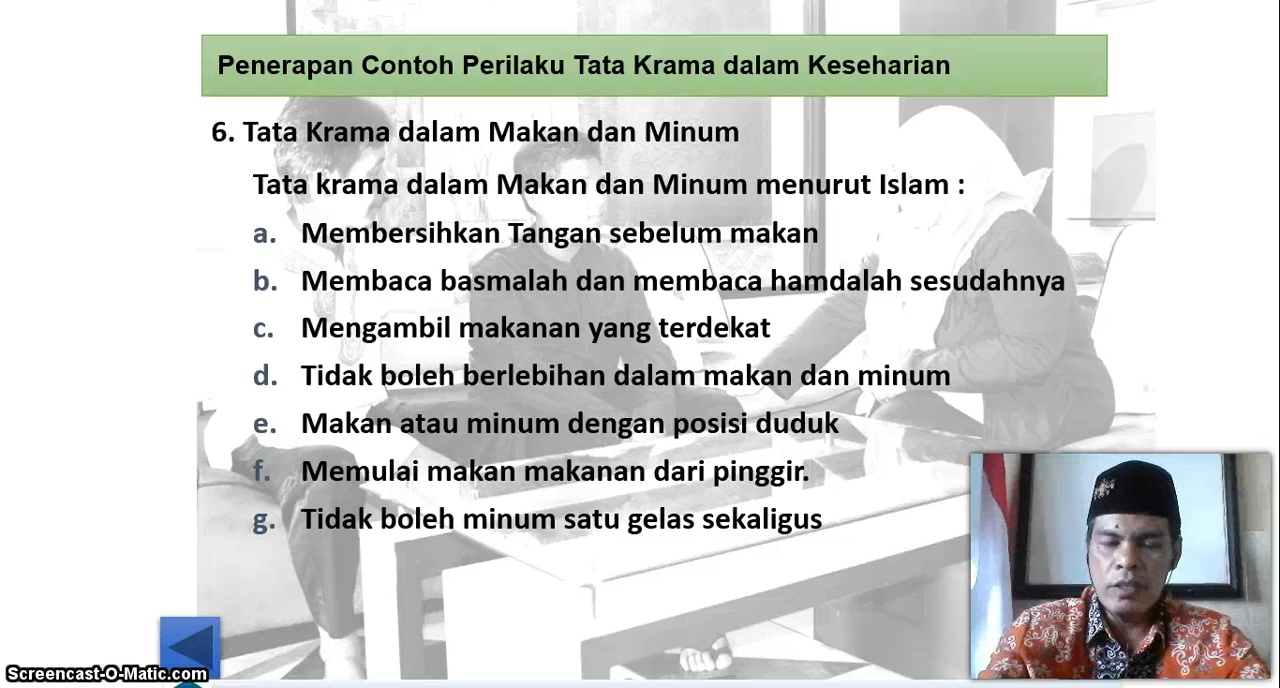 Penerapan Contoh Perilaku Tata Krama dalam Keseharian
6. Tata Krama dalam Makan dan Minum
Tata krama dalam Makan dan Minum menurut Islam :
a. Membersihkan Tangan sebelum makan
b. Membaca basmalah dan membaca hamdalah sesudahnya
c. Mengambil makanan yang terdekat
d. Tidak boleh berlebihan dalam makan dan minum
e. Makan atau minum dengan posisi duduk
f. Memulai makan makanan dari pinggir.
g. Tidak boleh minum satu gelas sekaligus
Screencast-O-Matic.com